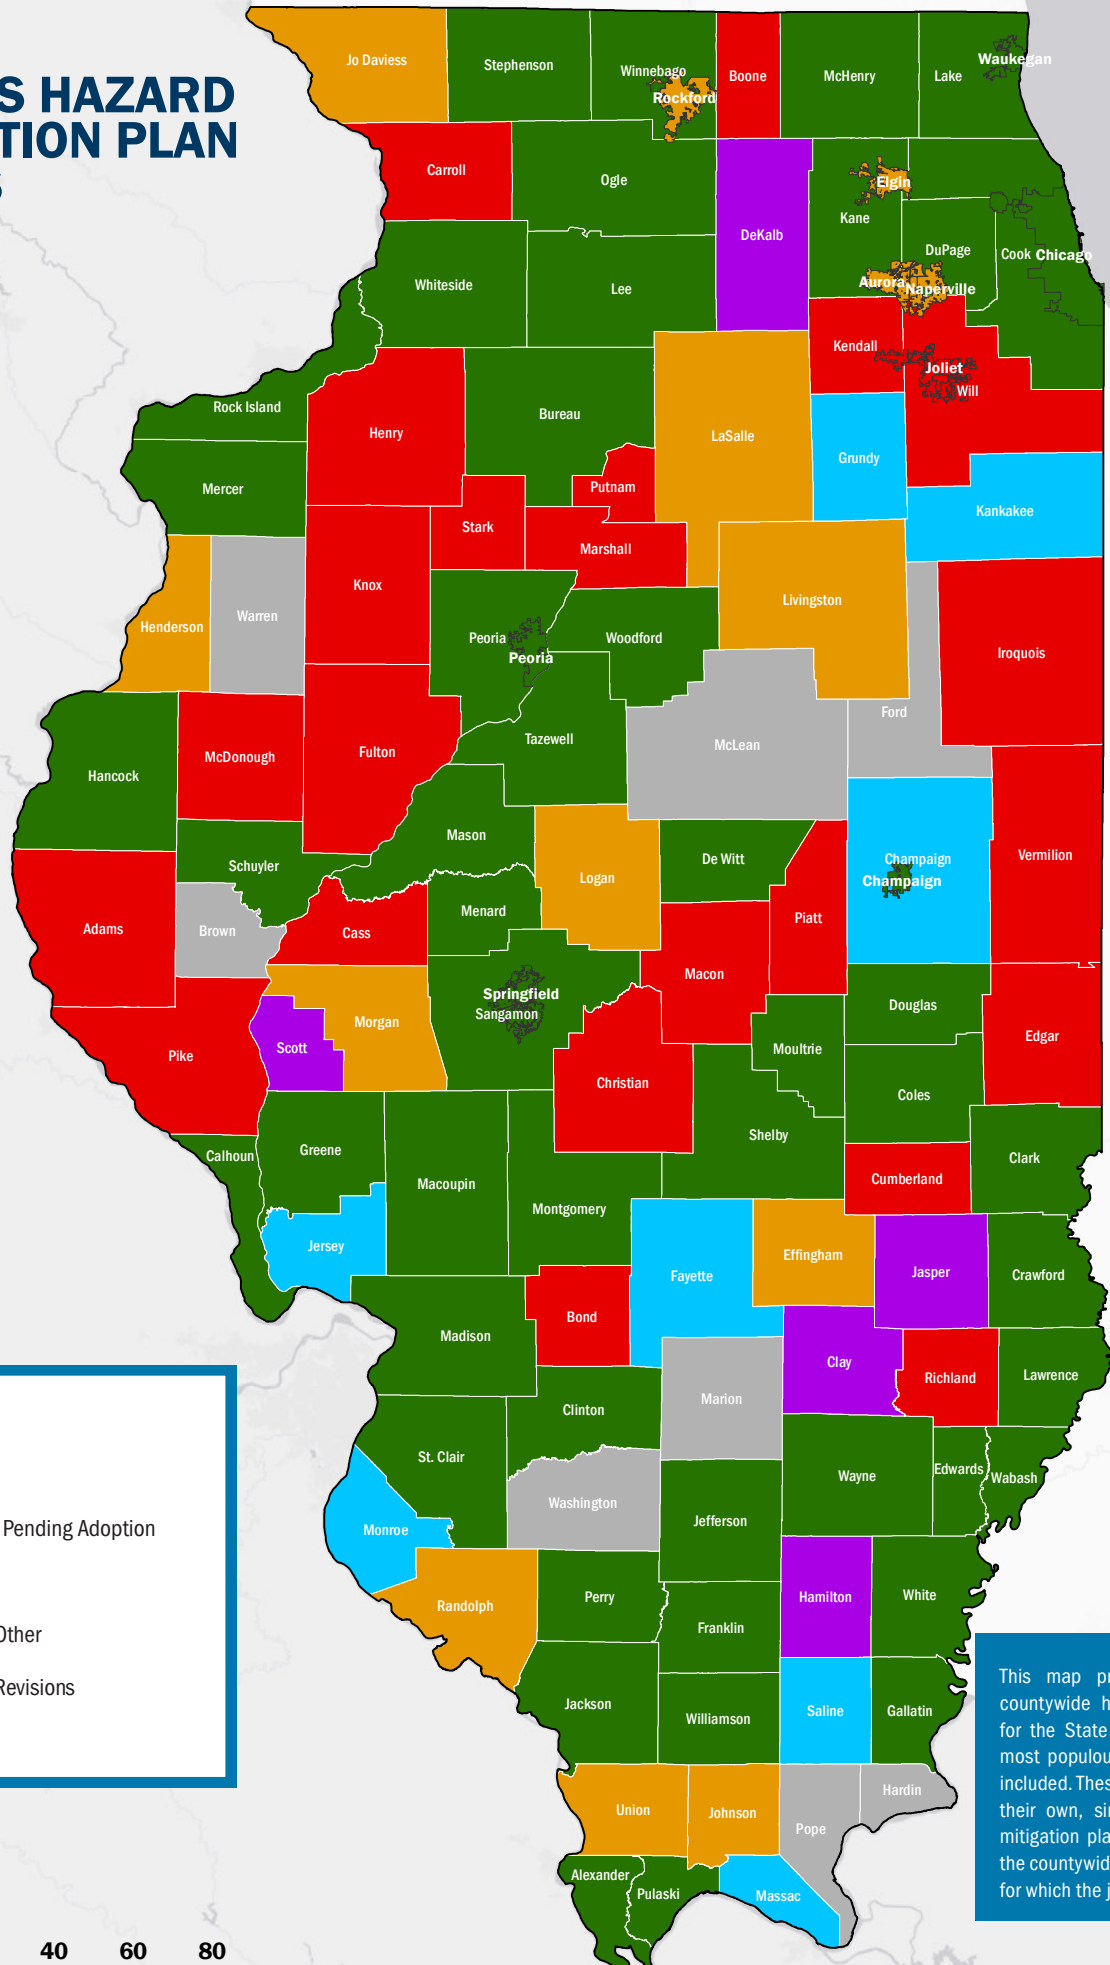 S HAZARD
TION PLAN
S
Jo Daviess
Stephenson
Winnebago
Rockford
Boone
McHenry
Lake
Waukegan
Carroll
Ogle
DeKalb
Elgin
Kane
DuPage
Cook
Chicago
Whiteside
Lee
Aurora
Naperville
Kendall
Joliet
Will
Rock Island
Henry
Bureau
LaSalle
Grundy
Mercer
Putnam
Kankakee
Stark
Marshall
Knox
Henderson
Warren
Peoria
Peoria
Woodford
Livingston
Iroquois
Ford
McDonough
Fulton
Tazewell
McLean
Hancock
Mason
Schuyler
Logan
De Witt
Champaign
Champaign
Vermilion
Adams
Brown
Cass
Menard
Piatt
Macon
Springfield
Sangamon
Morgan
Scott
Pike
Christian
Moultrie
Douglas
Edgar
Coles
Shelby
Calhoun
Greene
Macoupin
Montgomery
Cumberland
Clark
Jersey
Fayette
Effingham
Jasper
Crawford
Madison
Bond
Clay
Richland
Lawrence
Clinton
Marion
St. Clair
Wayne
Edwards
Wabash
Washington
Jefferson
Monroe
Randolph
Perry
Franklin
Hamilton
White
Jackson
Williamson
Saline
Gallatin
Union
Johnson
Pope
Hardin
Alexander
Pulaski
Massac
Pending Adoption
Other
Revisions
40 60 80
This map pr
countywide h
for the State
most populou
included. Thes
their own, sin
mitigation pla
the countywid
for which the j